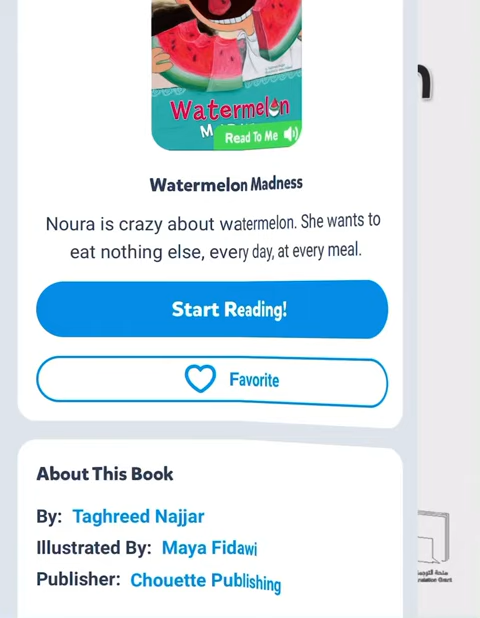 Watermelon
Read To Me
Watermelon Madness
Noura is crazy about watermelon. She wants to
eat nothing else, every day, at every meal.
Start Reading!
Favorite
About This Book
By: Taghreed Najjar
Illustrated By: Maya Fidawi
Publisher: Chouette Publishing